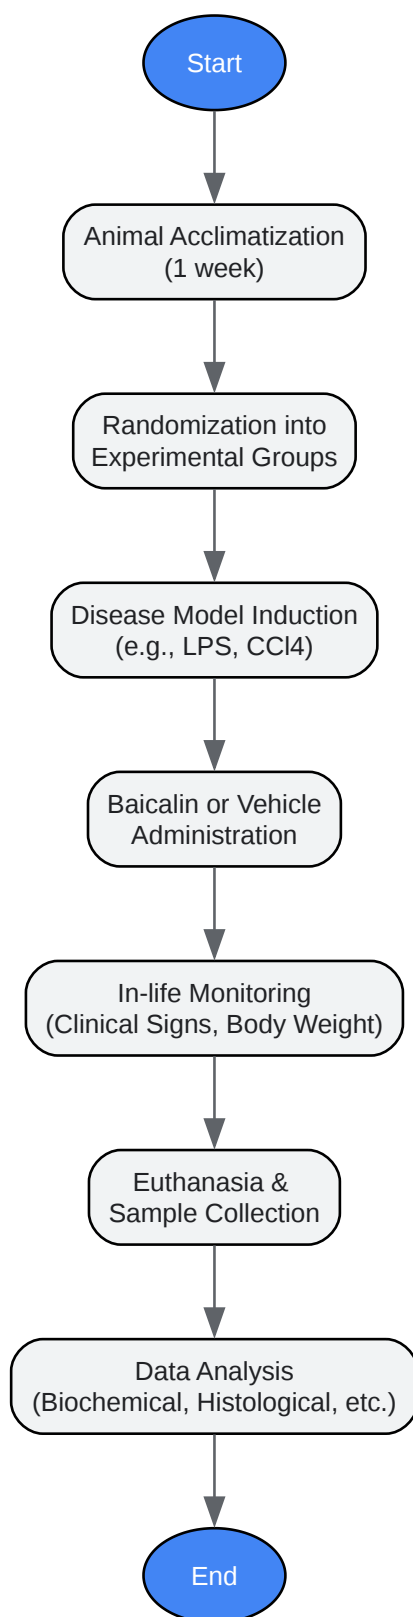 Start
Animal Acclimatization
(1 week)
Randomization into
Experimental Groups
Disease Model Induction
(e.g., LPS, CCl4)
Baicalin or Vehicle
Administration
In-life Monitoring
(Clinical Signs, Body Weight)
Euthanasia &
Sample Collection
Data Analysis
(Biochemical, Histological, etc.)
End